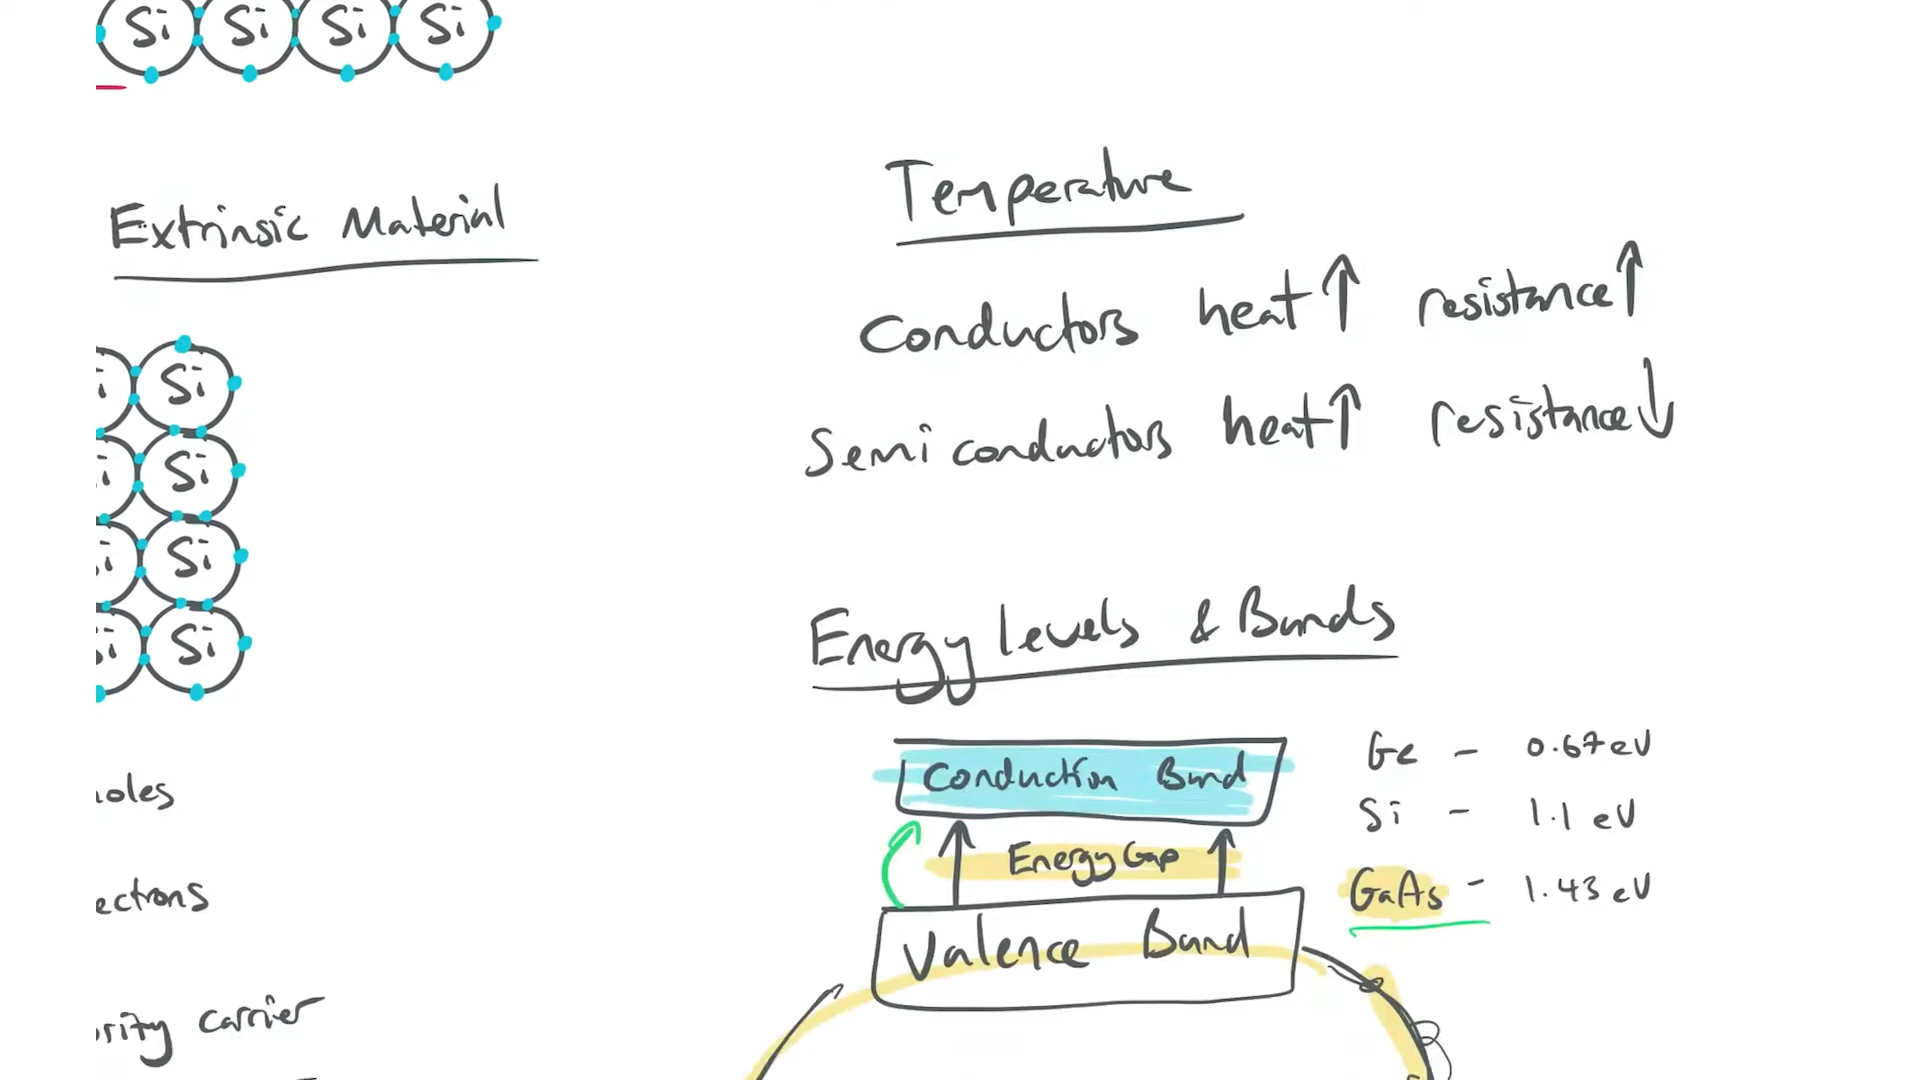 Si Si Si Si
Extrinsic Material
Si
Si
Si
Si
Temperature
Conductors heat↑ resistance↑
Semiconductors heat↑ resistance↓
Energy levels & Bands
Conduction Band
Energy Gap
Valence Band
Ge - 0.67eV
Si - 1.1 eV
GaAs - 1.43 eV
oles
ectrons
rity carrier